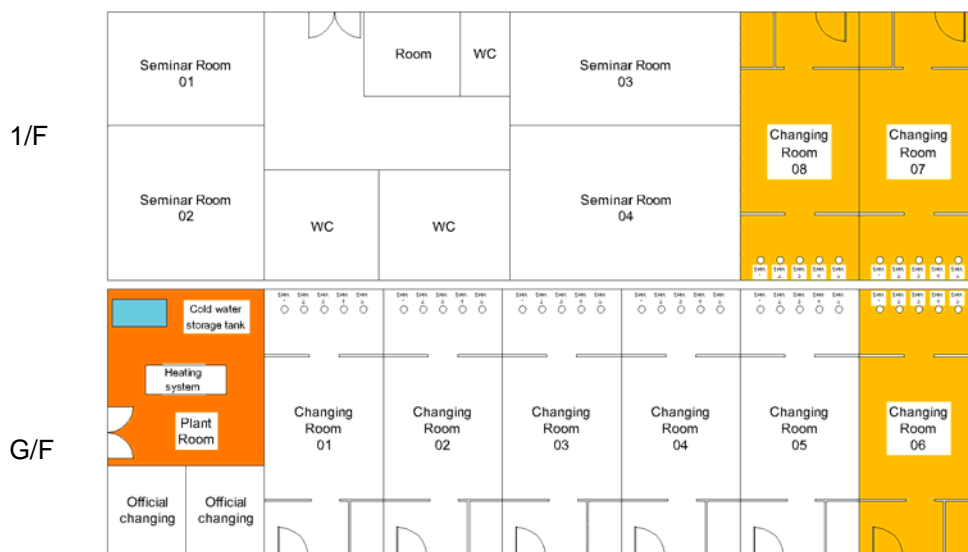 1/F
Seminar Room
01
Room
WC
Seminar Room
03
Changing
Room
08
Changing
Room
07
Seminar Room
02
WC
WC
Seminar Room
04
G/F
Cold water
storage tank
Heating
system
Plant
Room
Changing
Room
01
Changing
Room
02
Changing
Room
03
Changing
Room
04
Changing
Room
05
Changing
Room
06
Official
changing
Official
changing